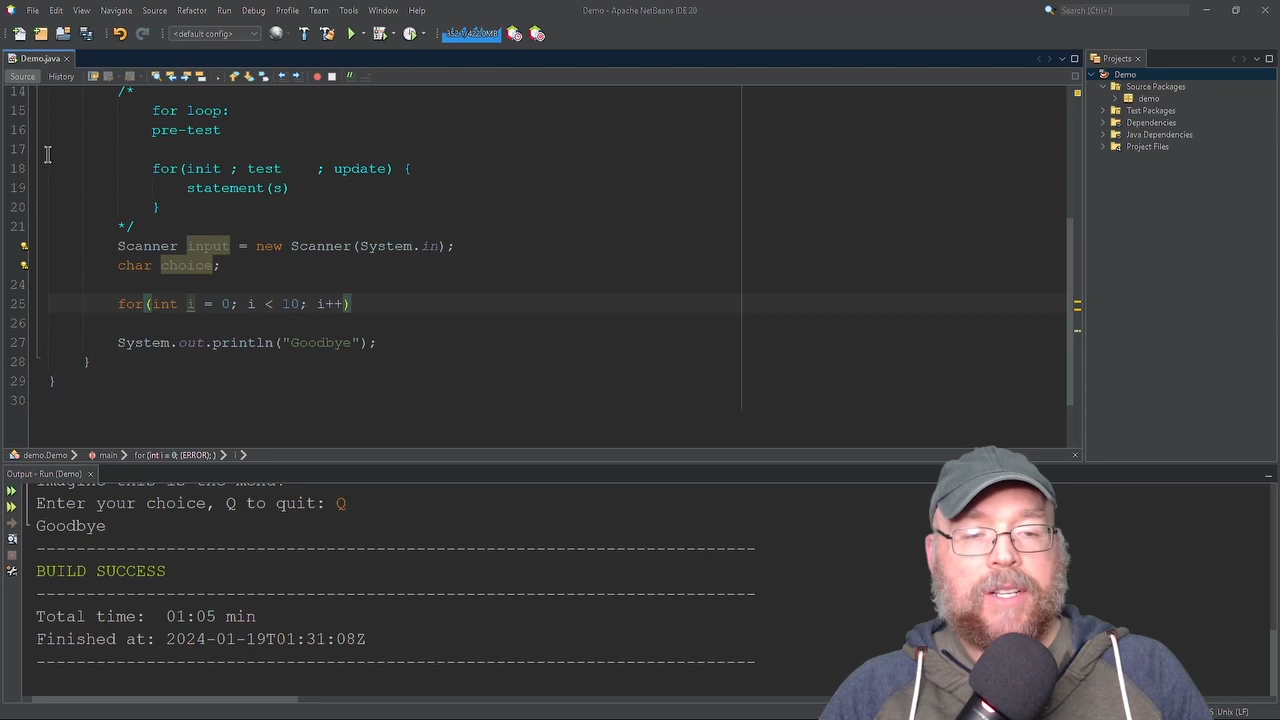 File Edit View Navigate Source Refactor Run Debug Profile Team Tools Window Help
Demo - Apache NetBeans IDE 20
Search (Ctrl+I)
<default config>
Demo.java
Source History
14 /*
15 for loop:
16 pre-test
17
18 for(init ; test ; update) {
19 statement(s)
20 }
21 */
Scanner input = new Scanner(System.in);
char choice;
24
25 for(int i = 0; i < 10; i++)
26
27 System.out.println("Goodbye");
28 }
29 }
30
demo.Demo main for (int i = 0; (ERROR); ) i
Projects
Demo
Source Packages
demo
Test Packages
Dependencies
Java Dependencies
Project Files
Output - Run (Demo)
Imagine this is the menu!
Enter your choice, Q to quit: Q
Goodbye
------------------------------------------------------------------------
BUILD SUCCESS
------------------------------------------------------------------------
Total time: 01:05 min
Finished at: 2024-01-19T01:31:08Z
------------------------------------------------------------------------
Unix (LF)